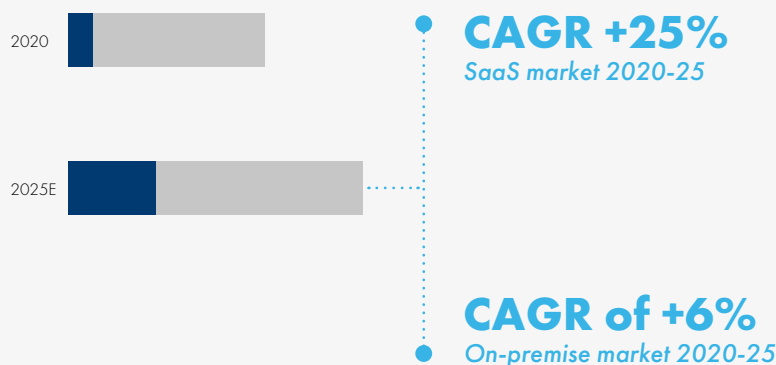 2020
CAGR +25%
SaaS market 2020-25
2025E
CAGR of +6%
On-premise market 2020-25